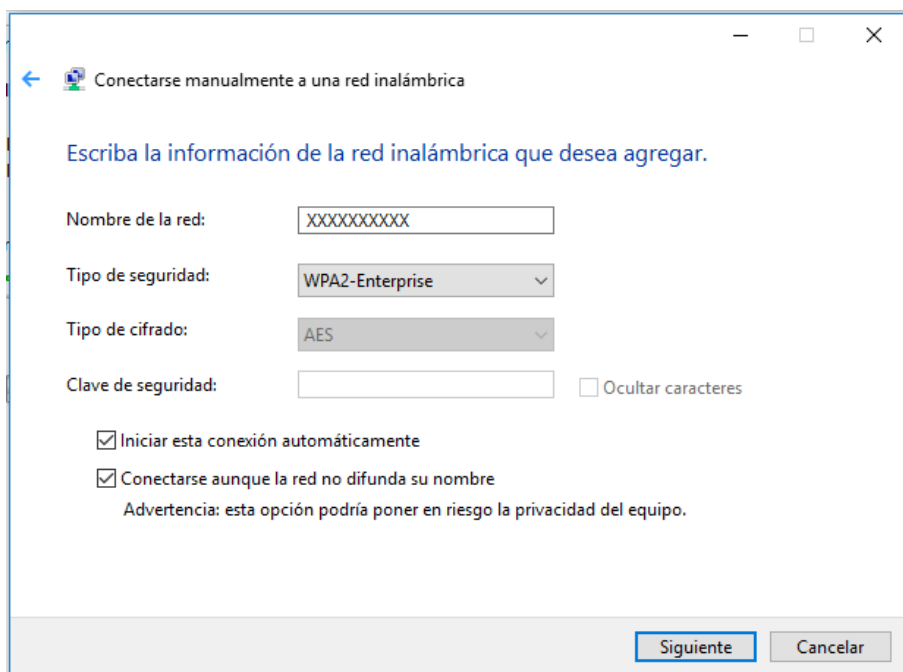 Conectarse manualmente a una red inalámbrica
Escriba la información de la red inalámbrica que desea agregar.
Nombre de la red: XXXXXXXXXX
Tipo de seguridad: WPA2-Enterprise
Tipo de cifrado: AES
Clave de seguridad: Ocultar caracteres
Iniciar esta conexión automáticamente
Conectarse aunque la red no difunda su nombre
Advertencia: esta opción podría poner en riesgo la privacidad del equipo.
Siguiente Cancelar